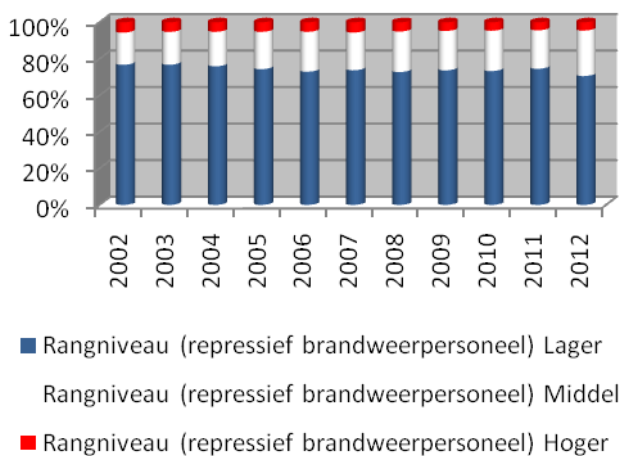 100%
80%
60%
40%
20%
0%
2002 2003 2004 2005 2006 2007 2008 2009 2010 2011 2012
Rangniveau (repressief brandweerpersoneel) Lager
Rangniveau (repressief brandweerpersoneel) Middel
Rangniveau (repressief brandweerpersoneel) Hoger